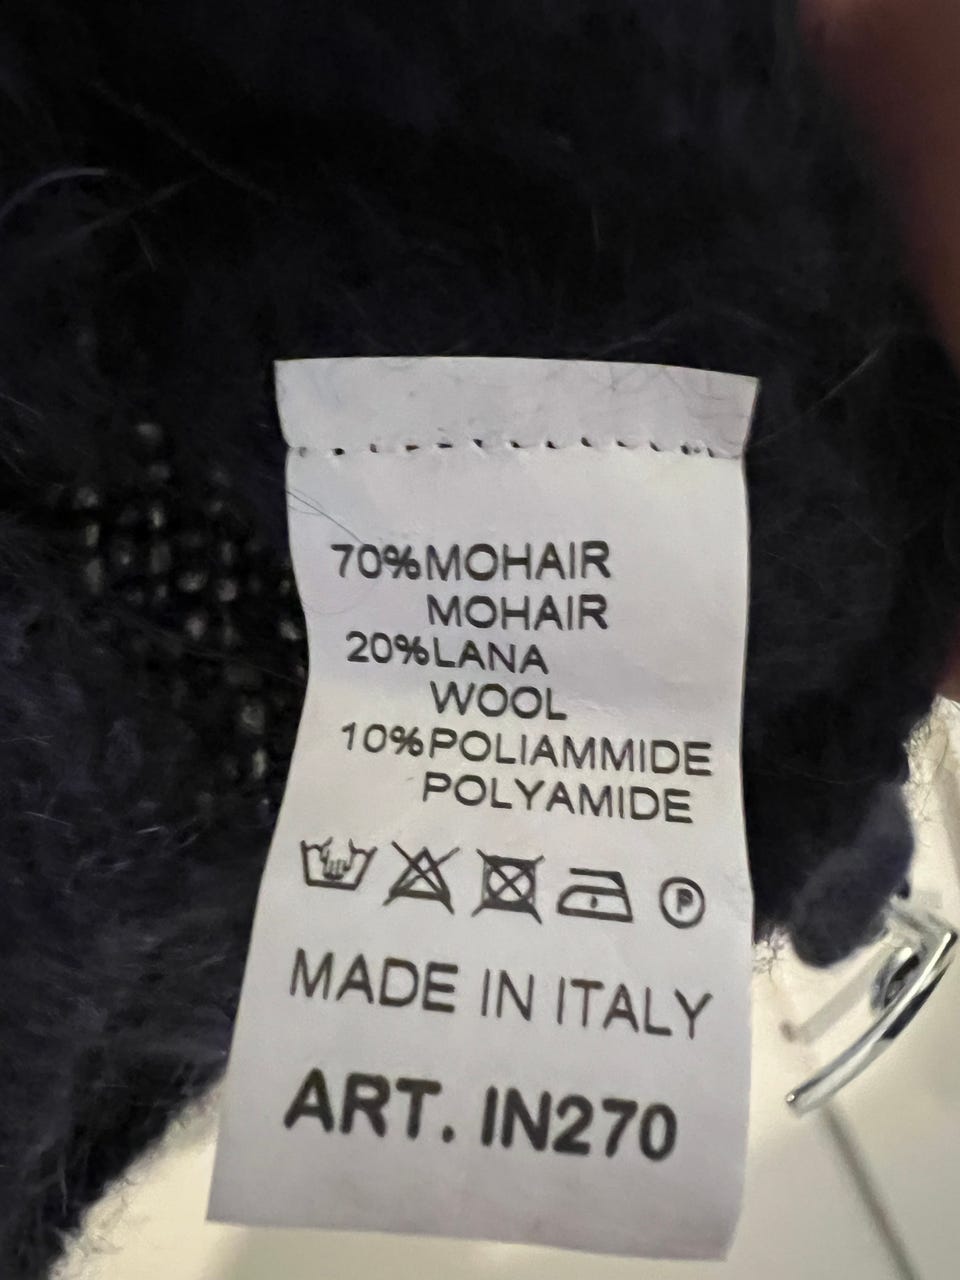 70%MOHAIR
MOHAIR
20%LANA
WOOL
10%POLIAMMIDE
POLYAMIDE
P
MADE IN ITALY
ART. IN270